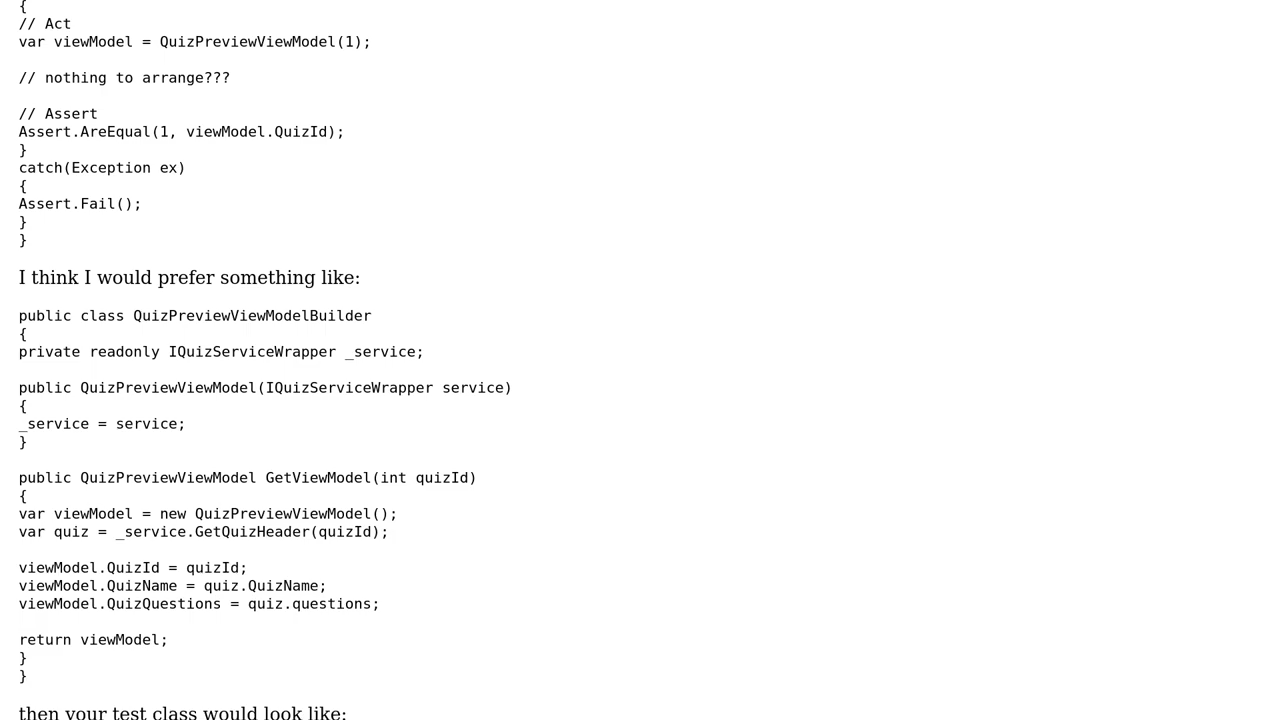 {
// Act
var viewModel = QuizPreviewViewModel(1);
// nothing to arrange???
// Assert
Assert.AreEqual(1, viewModel.QuizId);
}
catch(Exception ex)
{
Assert.Fail();
}
}
I think I would prefer something like:
public class QuizPreviewViewModelBuilder
{
private readonly IQuizServiceWrapper _service;
public QuizPreviewViewModel(IQuizServiceWrapper service)
{
_service = service;
}
public QuizPreviewViewModel GetViewModel(int quizId)
{
var viewModel = new QuizPreviewViewModel();
var quiz = _service.GetQuizHeader(quizId);
viewModel.QuizId = quizId;
viewModel.QuizName = quiz.QuizName;
viewModel.QuizQuestions = quiz.questions;
return viewModel;
}
}
then your test class would look like: